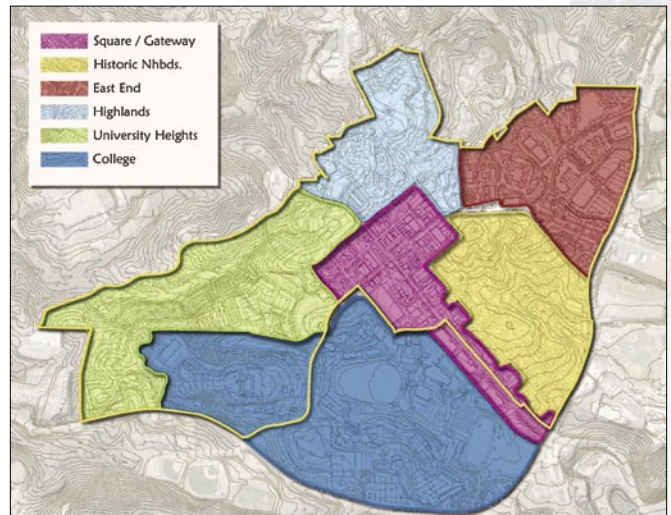 Square / Gateway
Historic Nhbds.
East End
Highlands
University Heights
College